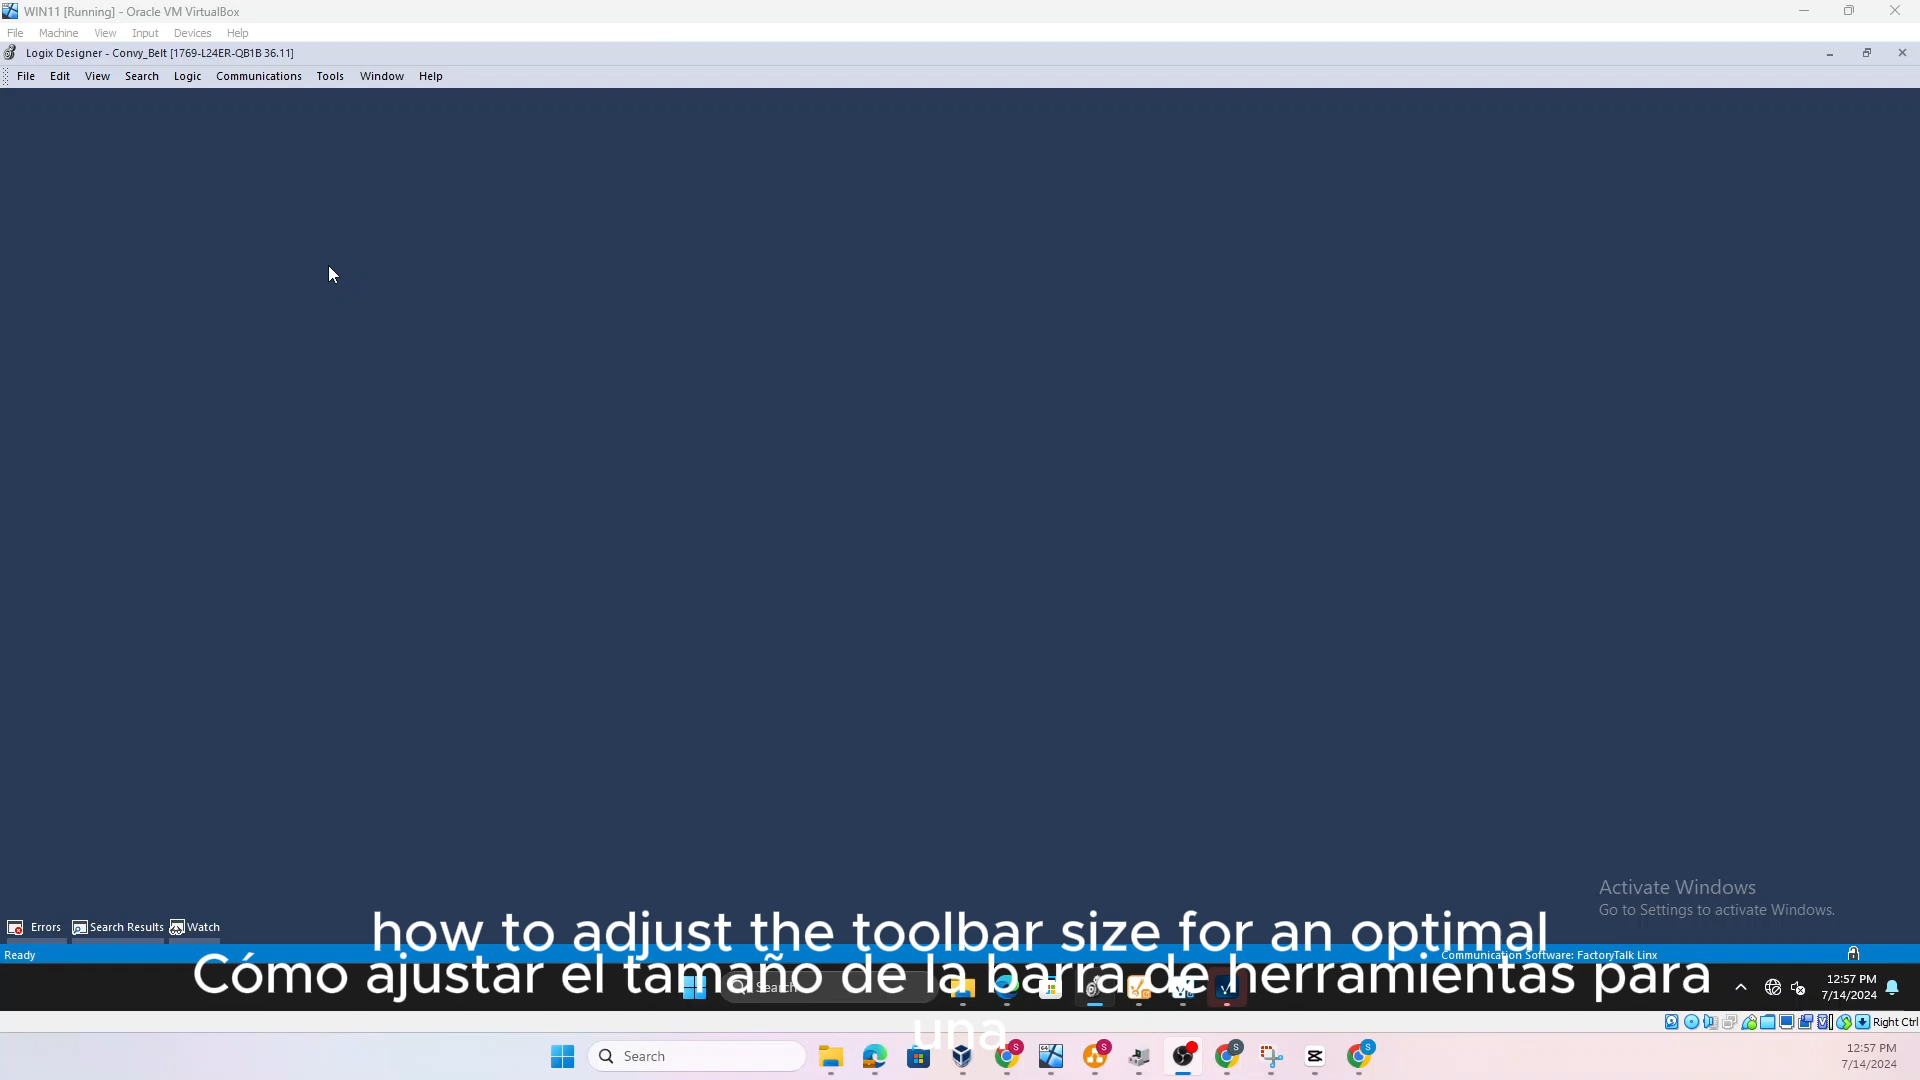 WIN11 [Running] - Oracle VM VirtualBox
File Machine View Input Devices Help
Logix Designer - Convy_Belt [1769-L24ER-QB1B 36.11]
File Edit View Search Logic Communications Tools Window Help
Activate Windows
Go to Settings to activate Windows.
Errors Search Results Watch
how to adjust the toolbar size for an optimal
Ready
Communication Software: FactoryTalk Linx
Cómo ajustar el tamaño de la barra de herramientas para
una
Search
12:57 PM
7/14/2024
Right Ctrl
Search
12:57 PM
7/14/2024